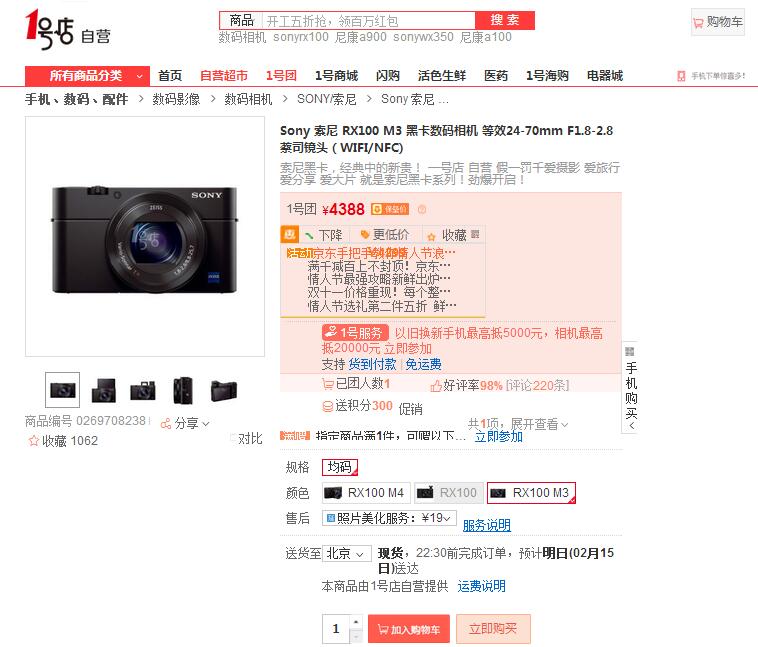 1号店 自营
商品 开工五折抢，领百万红包 搜 索
数码相机 sonyrx100 尼康a900 sonywx350 尼康a100
购物车
所有商品分类 首页 自营超市 1号团 1号商城 闪购 活色生鲜 医药 1号海购 电器城 手机下单惊喜多!
手机、数码、配件 > 数码影像 > 数码相机 > SONY/索尼 > Sony 索尼 ...
SONY
ZEISS
Sony 索尼 RX100 M3 黑卡数码相机 等效24-70mm F1.8-2.8
蔡司镜头（WIFI/NFC)
索尼黑卡，经典中的新贵！ 一号店 自营 假一罚千爱摄影 爱旅行
爱分享 爱大片 就是索尼黑卡系列！劲爆开启！
1号团 ¥4388
惠 下降 更低价 收藏
京东手把手教你情人节浪…
满千减百上不封顶！京东…
情人节最强攻略新鲜出炉…
双十一价格重现！每个整…
情人节选礼第二件五折 鲜…
1号服务 以旧换新手机最高抵5000元，相机最高
抵20000元 立即参加
支持 货到付款 | 免运费
已团人数1 好评率98% [评论220条]
送积分300 促销
共1项，展开查看
指定商品满1件，可赠以下... 立即参加
手机购买<
商品编号 0269708238 分享
收藏 1062 对比
规格 均码
颜色 RX100 M4 RX100 RX100 M3
售后 照片美化服务：¥19 服务说明
送货至 北京 现货，22:30前完成订单，预计明日(02月15
日)送达
本商品由1号店自营提供 运费说明
1 加入购物车 立即购买